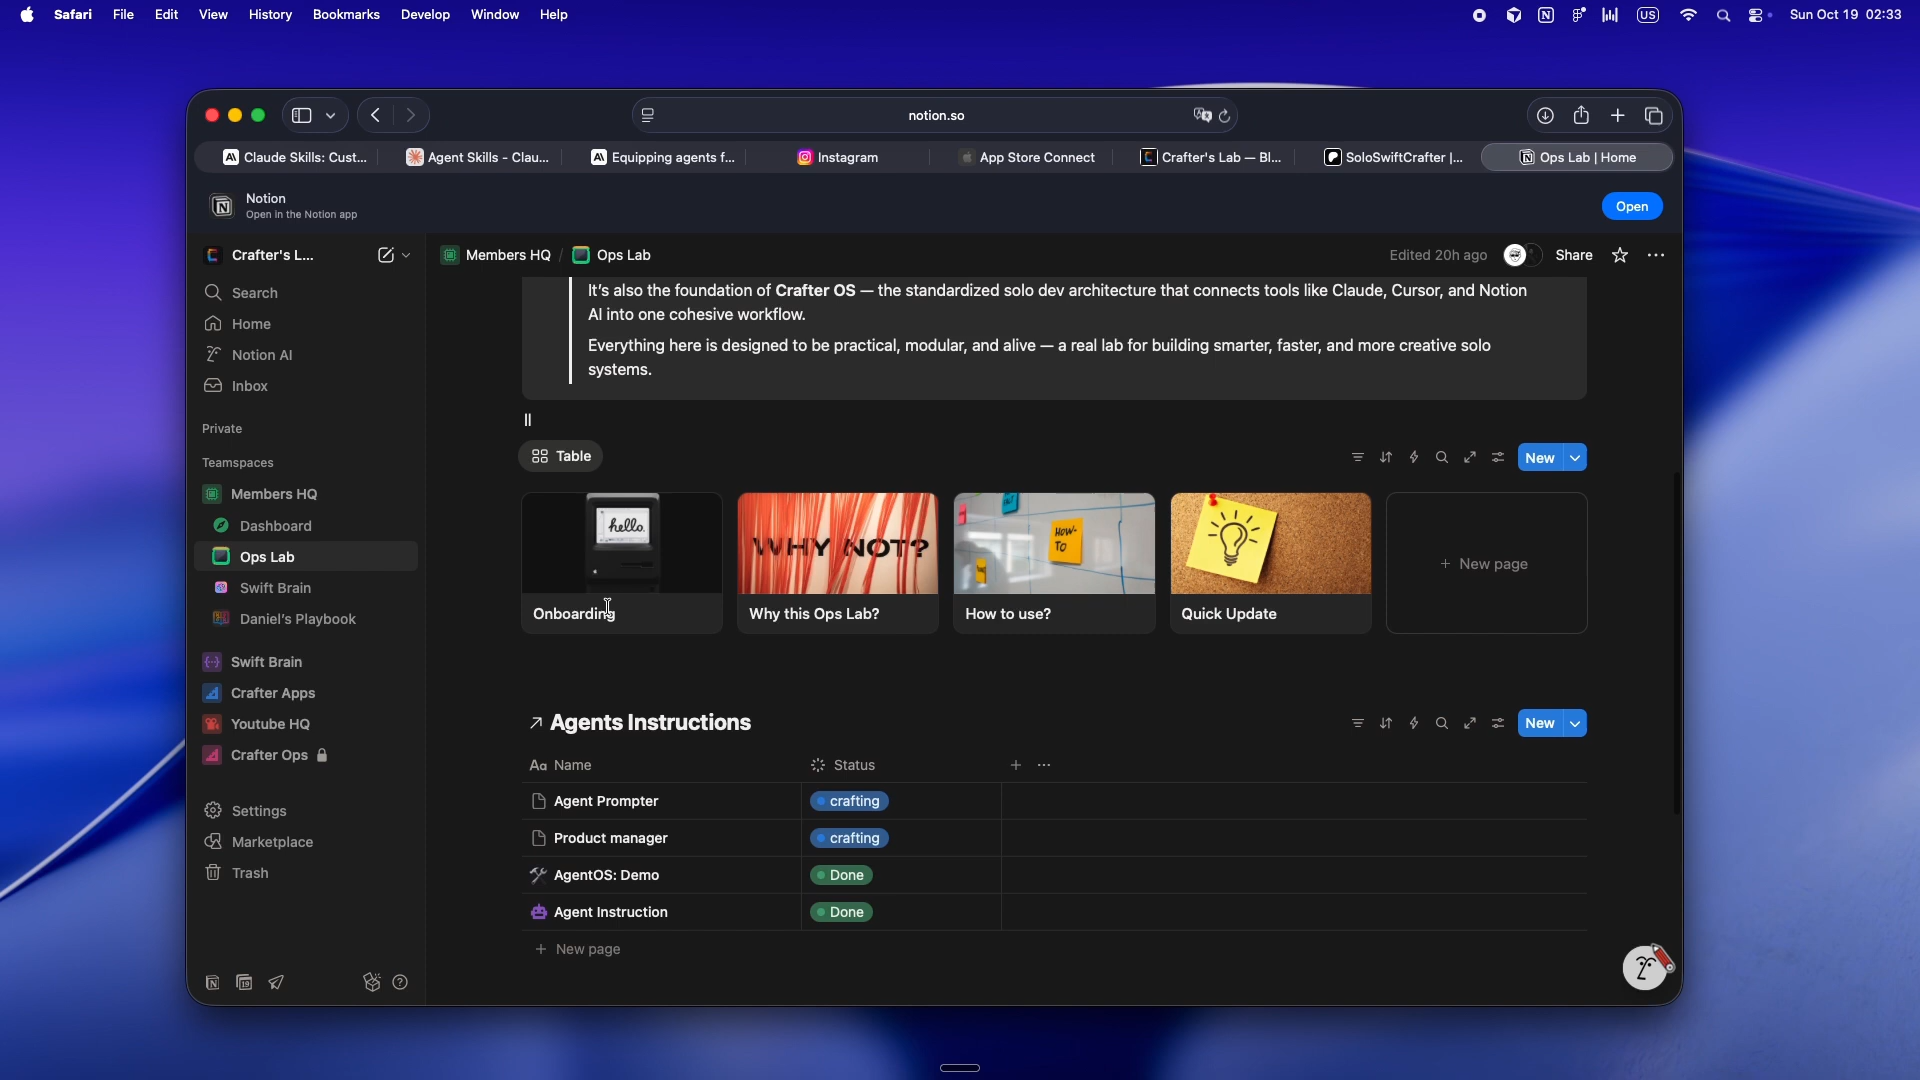 Safari File Edit View History Bookmarks Develop Window Help
US
Sun Oct 19 02:33
notion.so
Claude Skills: Cust...
Agent Skills - Clau...
Equipping agents f...
Instagram
App Store Connect
Crafter's Lab — Bl...
SoloSwiftCrafter |...
Ops Lab | Home
Notion
Open in the Notion app
Open
Crafter's L...
Members HQ / Ops Lab
Edited 20h ago
Share
Search
Home
Notion AI
Inbox
Private
Teamspaces
Members HQ
Dashboard
Ops Lab
Swift Brain
Daniel's Playbook
Swift Brain
Crafter Apps
Youtube HQ
Crafter Ops
Settings
Marketplace
Trash
It's also the foundation of Crafter OS — the standardized solo dev architecture that connects tools like Claude, Cursor, and Notion
AI into one cohesive workflow.
Everything here is designed to be practical, modular, and alive — a real lab for building smarter, faster, and more creative solo
systems.
||
Table
New
hello.
Onboarding
WHY NOT?
Why this Ops Lab?
HOW-
TO
How to use?
Quick Update
+ New page
↗ Agents Instructions
New
Aa Name
Status
Agent Prompter
crafting
Product manager
crafting
AgentOS: Demo
Done
Agent Instruction
Done
+ New page
19